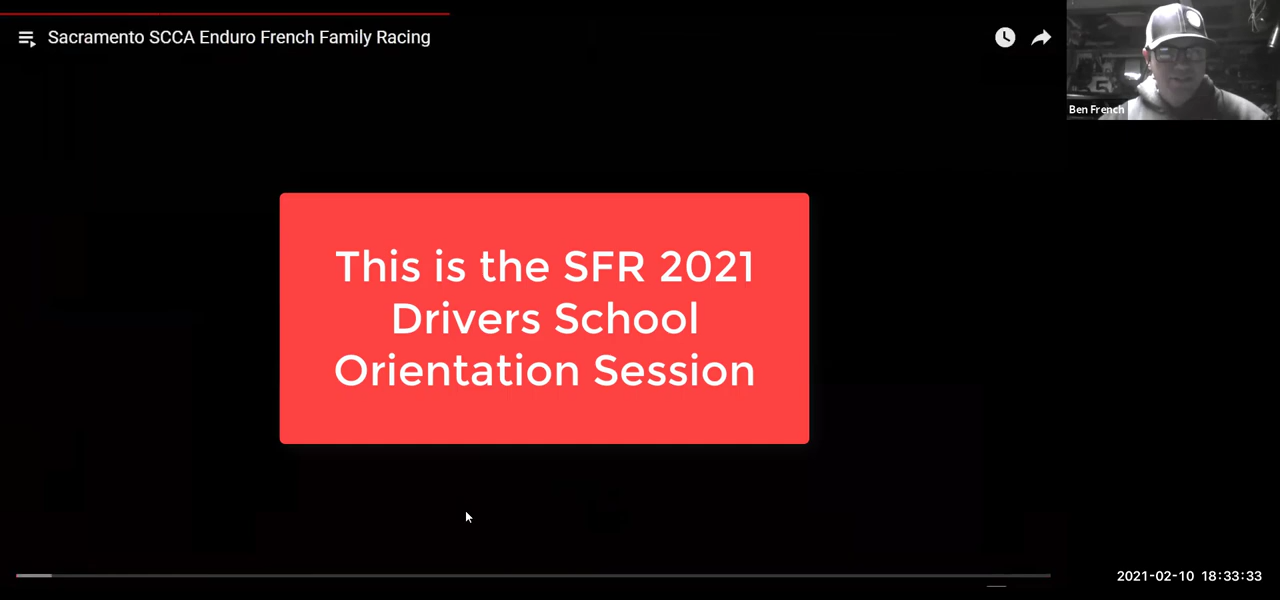 Sacramento SCCA Enduro French Family Racing
Ben French
This is the SFR 2021
Drivers School
Orientation Session
2021-02-10 18:33:33